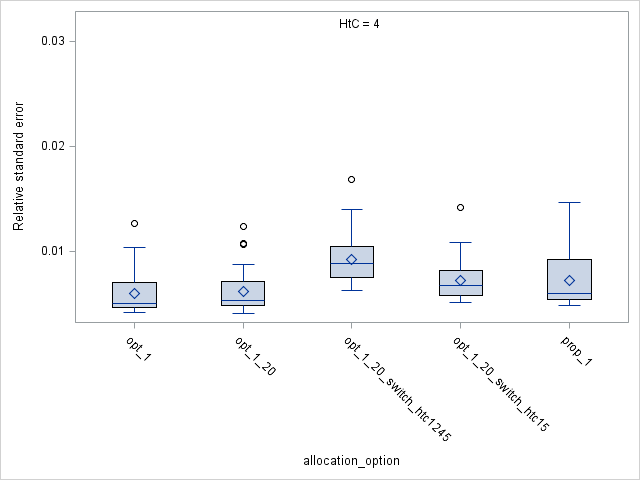 HtC = 4
0.03
0.02
0.01
Relative standard error
opt_1
opt_1_20
opt_1_20_switch_htc1245
opt_1_20_switch_htc15
prop_1
allocation_option